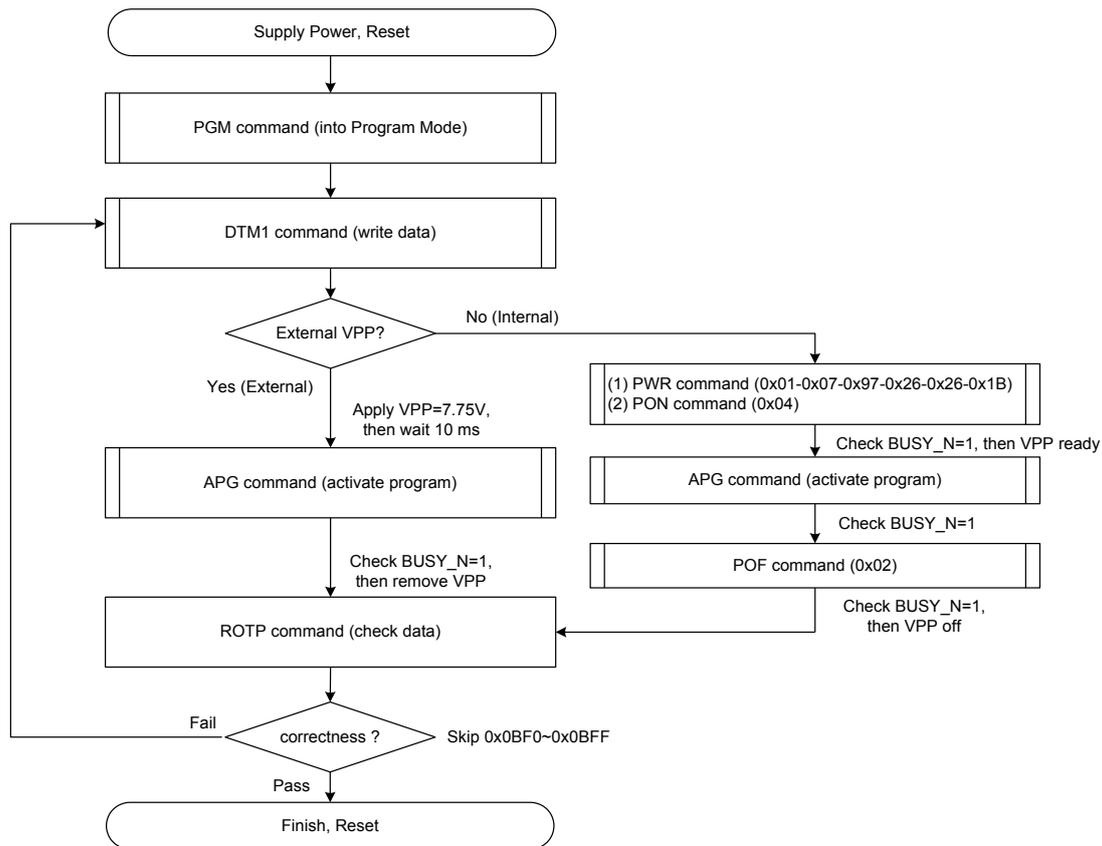 Supply Power, Reset
PGM command (into Program Mode)
DTM1 command (write data)
External VPP?
No (Internal)
Yes (External)
(1) PWR command (0x01-0x07-0x97-0x26-0x26-0x1B)
(2) PON command (0x04)
Apply VPP=7.75V,
then wait 10 ms
Check BUSY_N=1, then VPP ready
APG command (activate program)
APG command (activate program)
Check BUSY_N=1
Check BUSY_N=1,
then remove VPP
POF command (0x02)
Check BUSY_N=1,
then VPP off
ROTP command (check data)
Fail
correctness ?
Skip 0x0BF0~0x0BFF
Pass
Finish, Reset